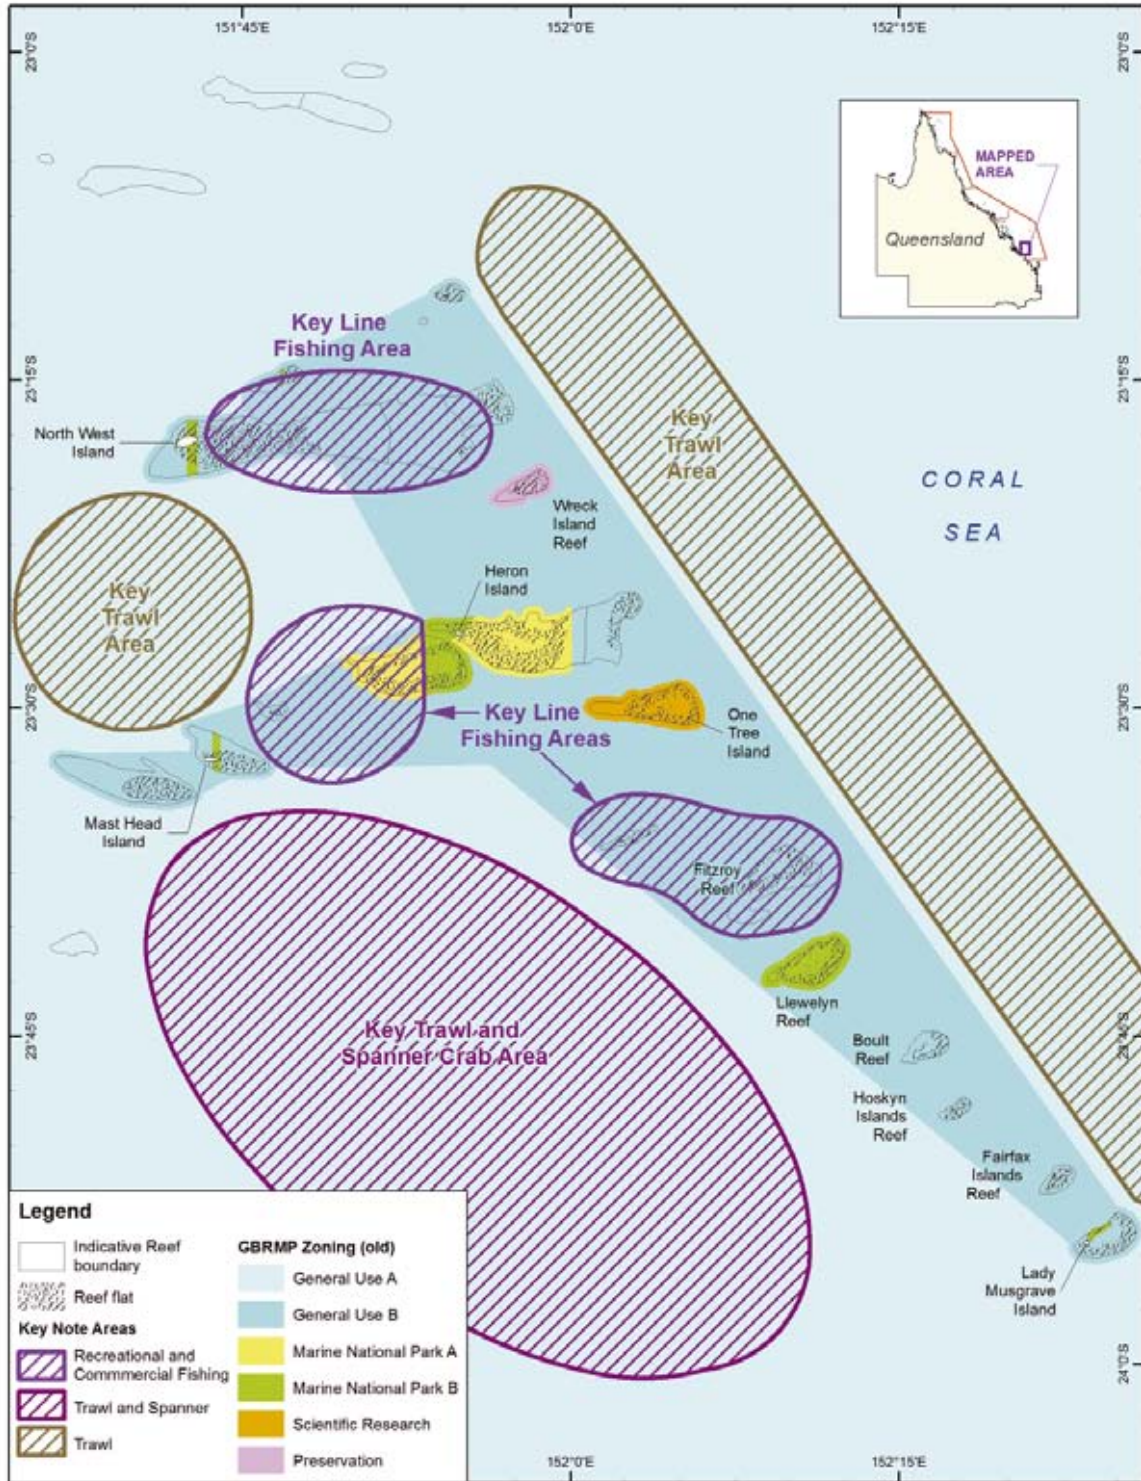 151°45'E
152°0'E
152°15'E
23°0'S
23°0'S
MAPPED
AREA
Queensland
Key Line
Fishing Area
23°15'S
23°15'S
North West
Island
Key
Trawl
Area
CORAL
SEA
Wreck
Island
Reef
Heron
Island
Key
Trawl
Area
23°30'S
23°30'S
Key Line
Fishing Areas
One
Tree
Island
Mast Head
Island
Fitzroy
Reef
Llewelyn
Reef
Key Trawl and
Spanner Crab Area
23°45'S
23°45'S
Boult
Reef
Hoskyn
Islands
Reef
Fairfax
Islands
Reef
Lady
Musgrave
Island
24°0'S
Legend
Indicative Reef
boundary
Reef flat
Key Note Areas
Recreational and
Commmercial Fishing
Trawl and Spanner
Trawl
GBRMP Zoning (old)
General Use A
General Use B
Marine National Park A
Marine National Park B
Scientific Research
Preservation
152°0'E
152°15'E